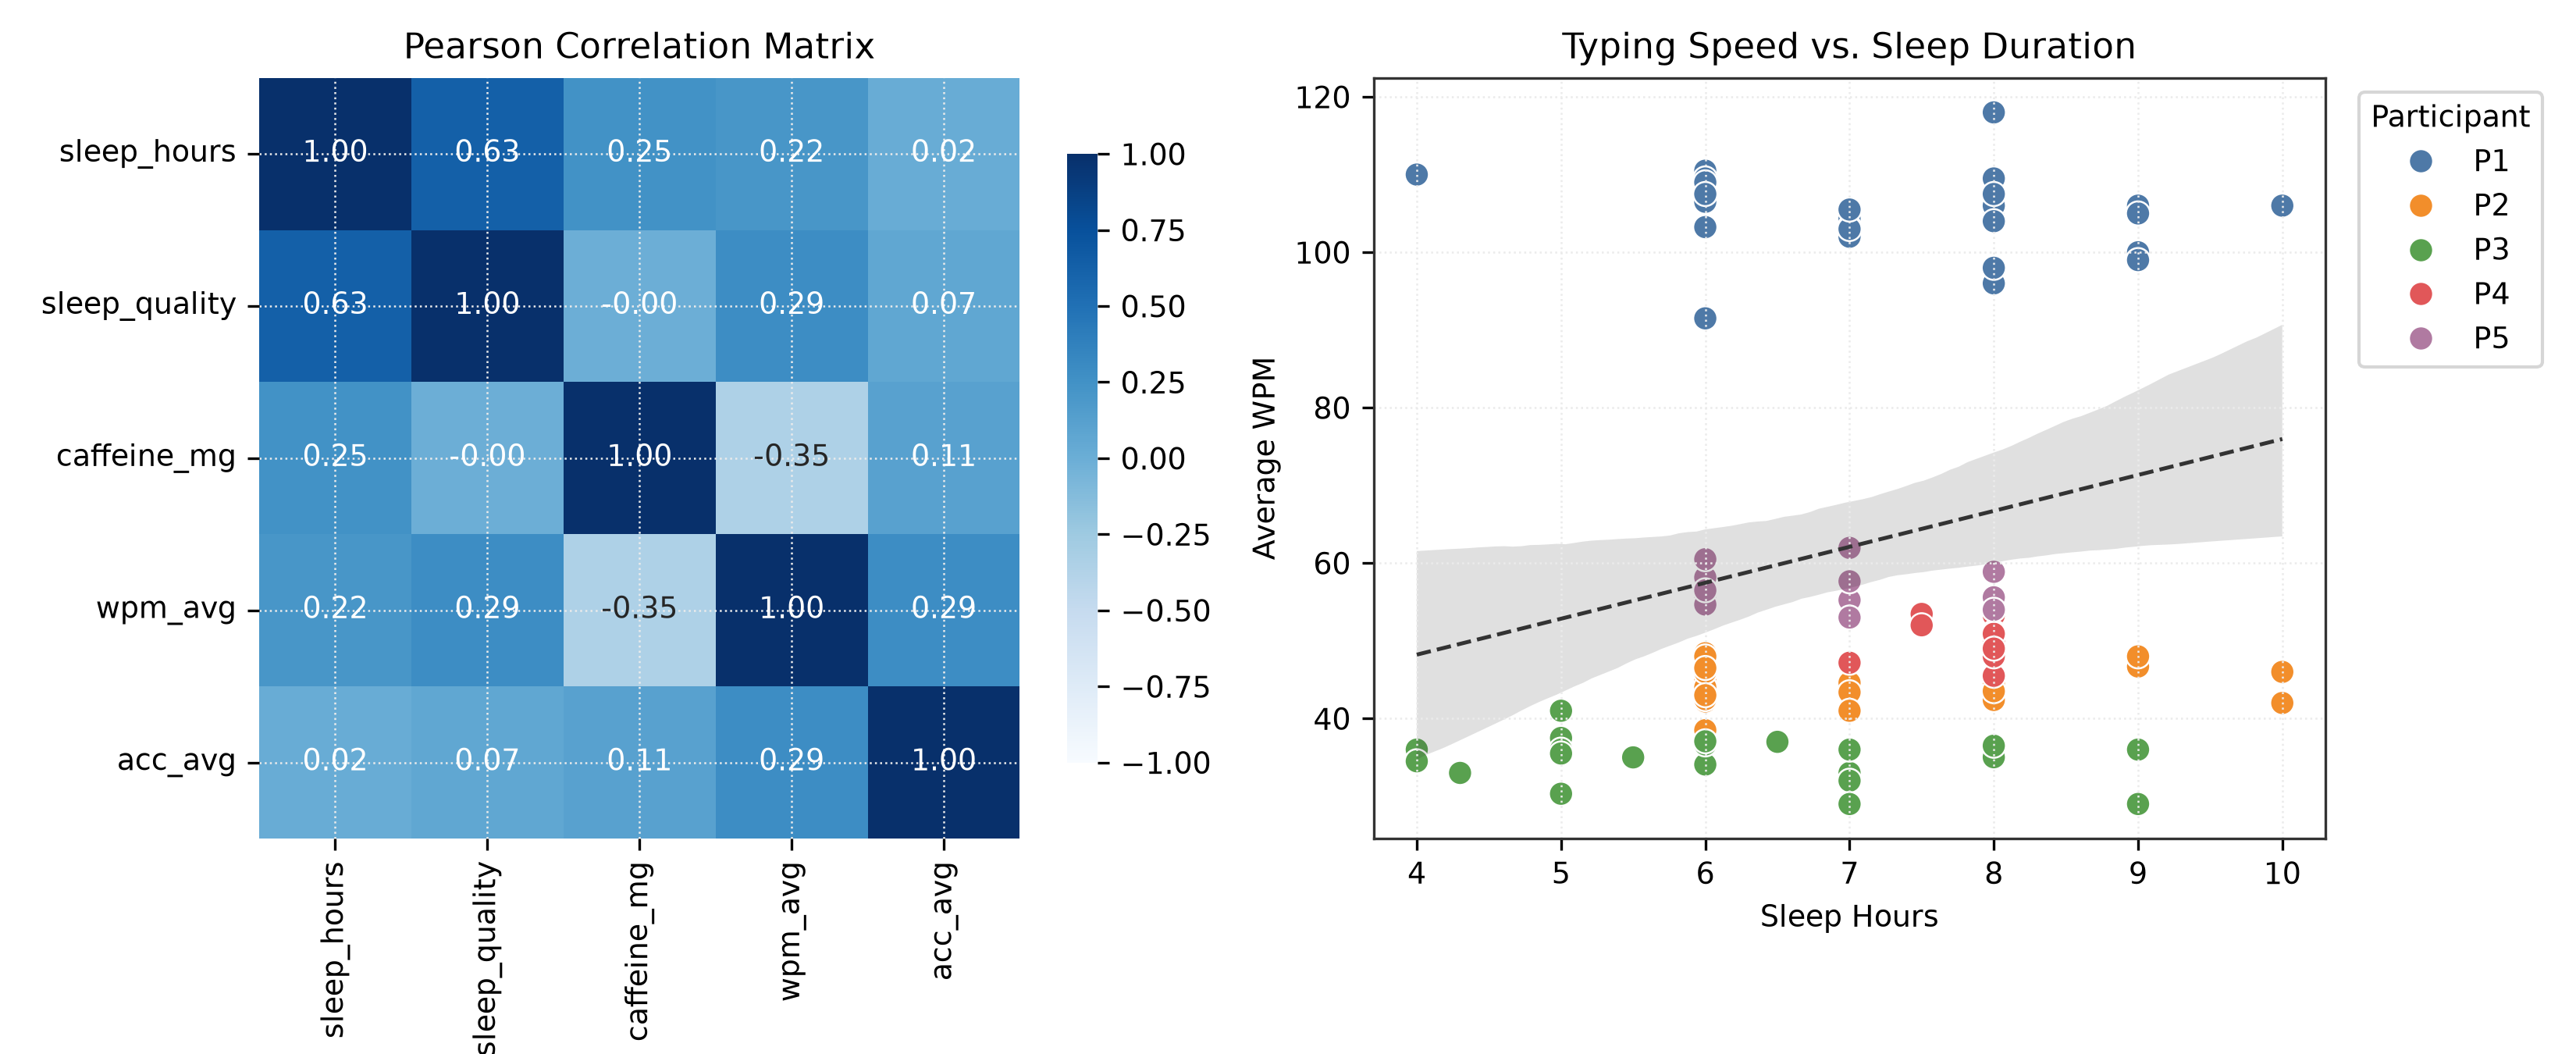 Pearson Correlation Matrix
sleep_hours 1.00 0.63 0.25 0.22 0.02
sleep_quality 0.63 1.00 -0.00 0.29 0.07
caffeine_mg 0.25 -0.00 1.00 -0.35 0.11
wpm_avg 0.22 0.29 -0.35 1.00 0.29
acc_avg 0.02 0.07 0.11 0.29 1.00
sleep_hours
sleep_quality
caffeine_mg
wpm_avg
acc_avg
1.00
0.75
0.50
0.25
0.00
−0.25
−0.50
−0.75
−1.00
Typing Speed vs. Sleep Duration
Average WPM
120
100
80
60
40
4 5 6 7 8 9 10
Sleep Hours
Participant
P1
P2
P3
P4
P5